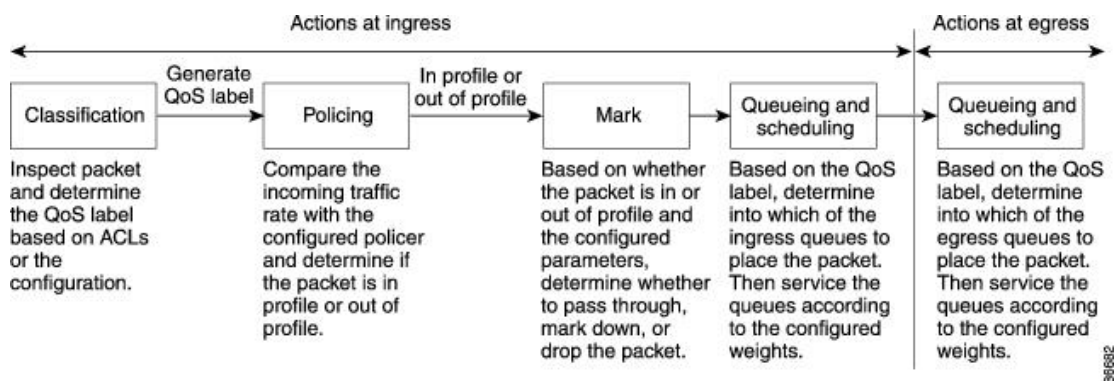 Actions at ingress
Actions at egress
Generate
QoS label
In profile or
out of profile
Classification
Policing
Mark
Queueing and
scheduling
Queueing and
scheduling
Inspect packet
and determine
the QoS label
based on ACLs
or the
configuration.
Compare the
incoming traffic
rate with the
configured policer
and determine if
the packet is in
profile or out of
profile.
Based on whether
the packet is in or
out of profile and
the configured
parameters,
determine whether
to pass through,
mark down, or
drop the packet.
Based on the QoS
label, determine
into which of the
ingress queues to
place the packet.
Then service the
queues according
to the configured
weights.
Based on the QoS
label, determine
into which of the
egress queues to
place the packet.
Then service the
queues according
to the configured
weights.